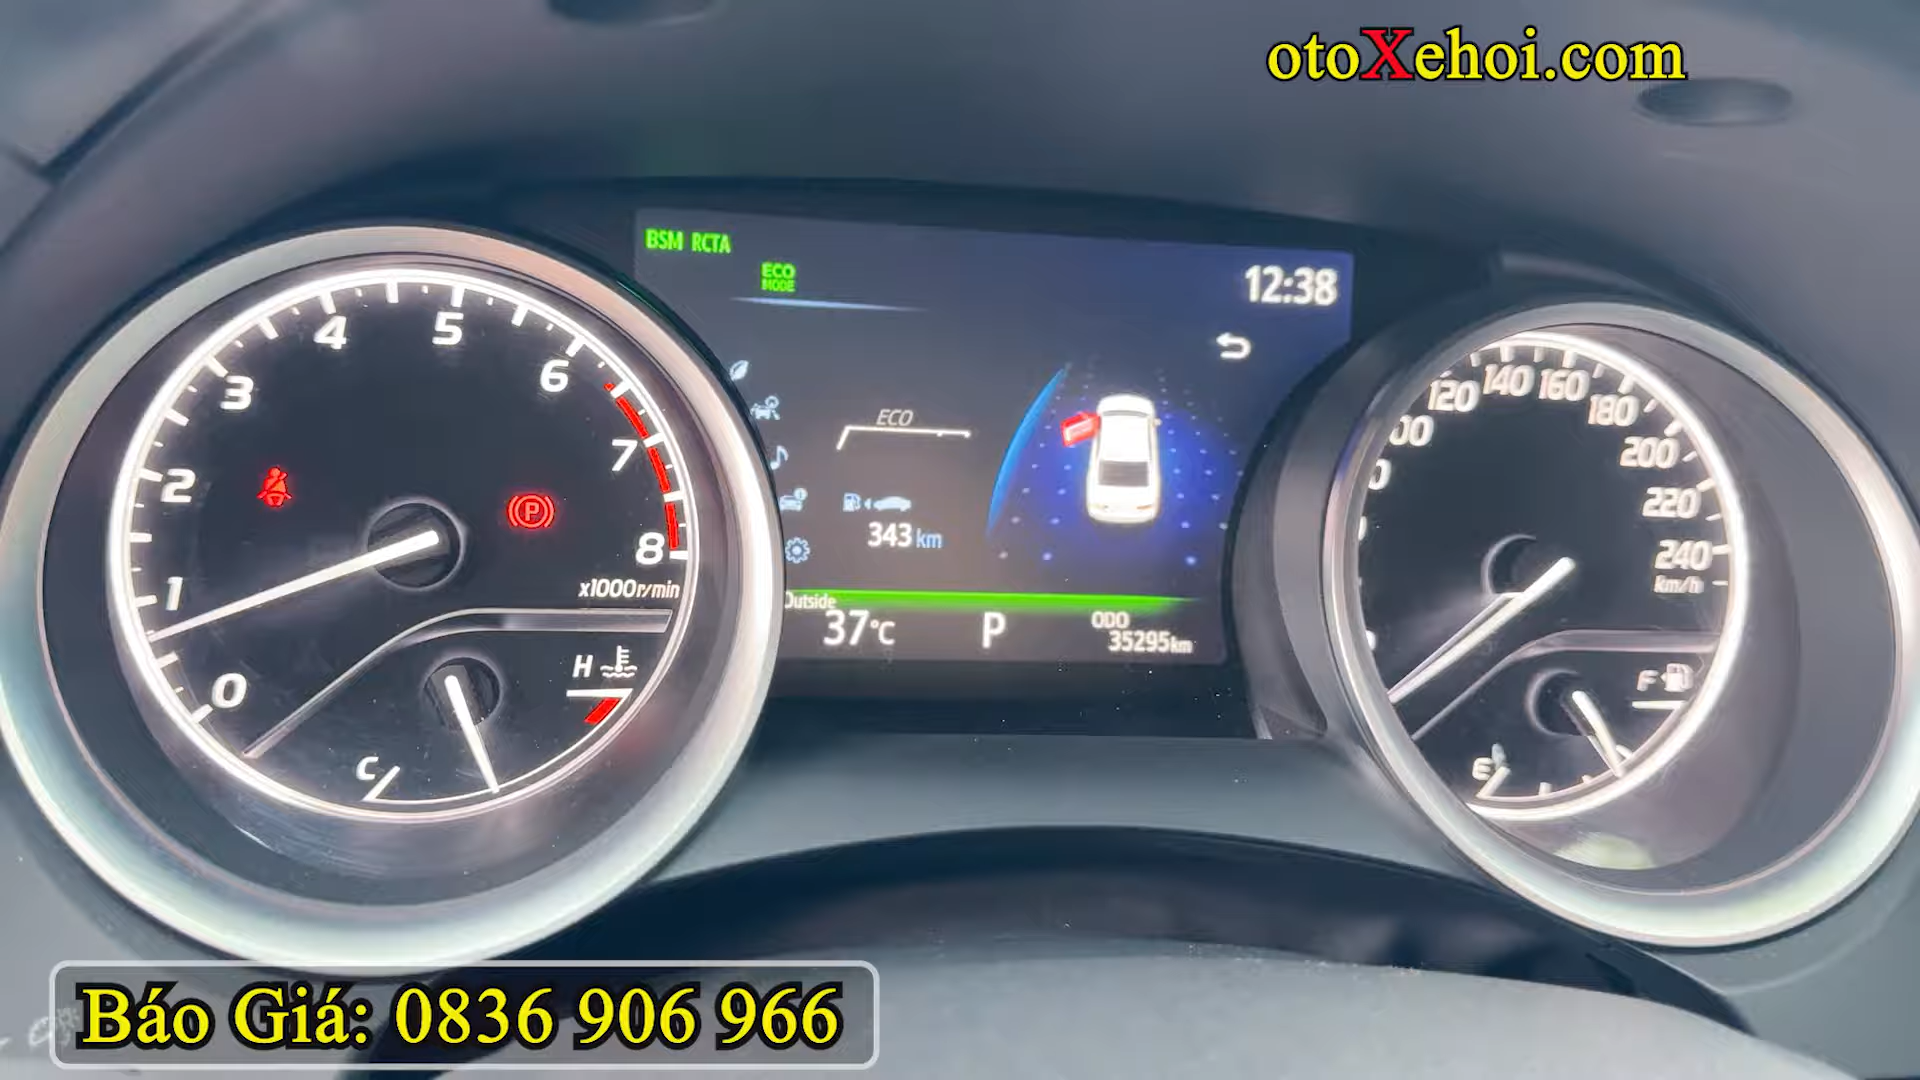 otoXehoi.com
BSM RCTA
ECO
MODE
12:38
ECO
343 km
Outside
37°C
P
ODO
35295km
0
1
2
3
4
5
6
7
8
x1000r/min
P
H
C
00
120
140
160
180
200
220
240
km/h
F
E
Báo Giá: 0836 906 966